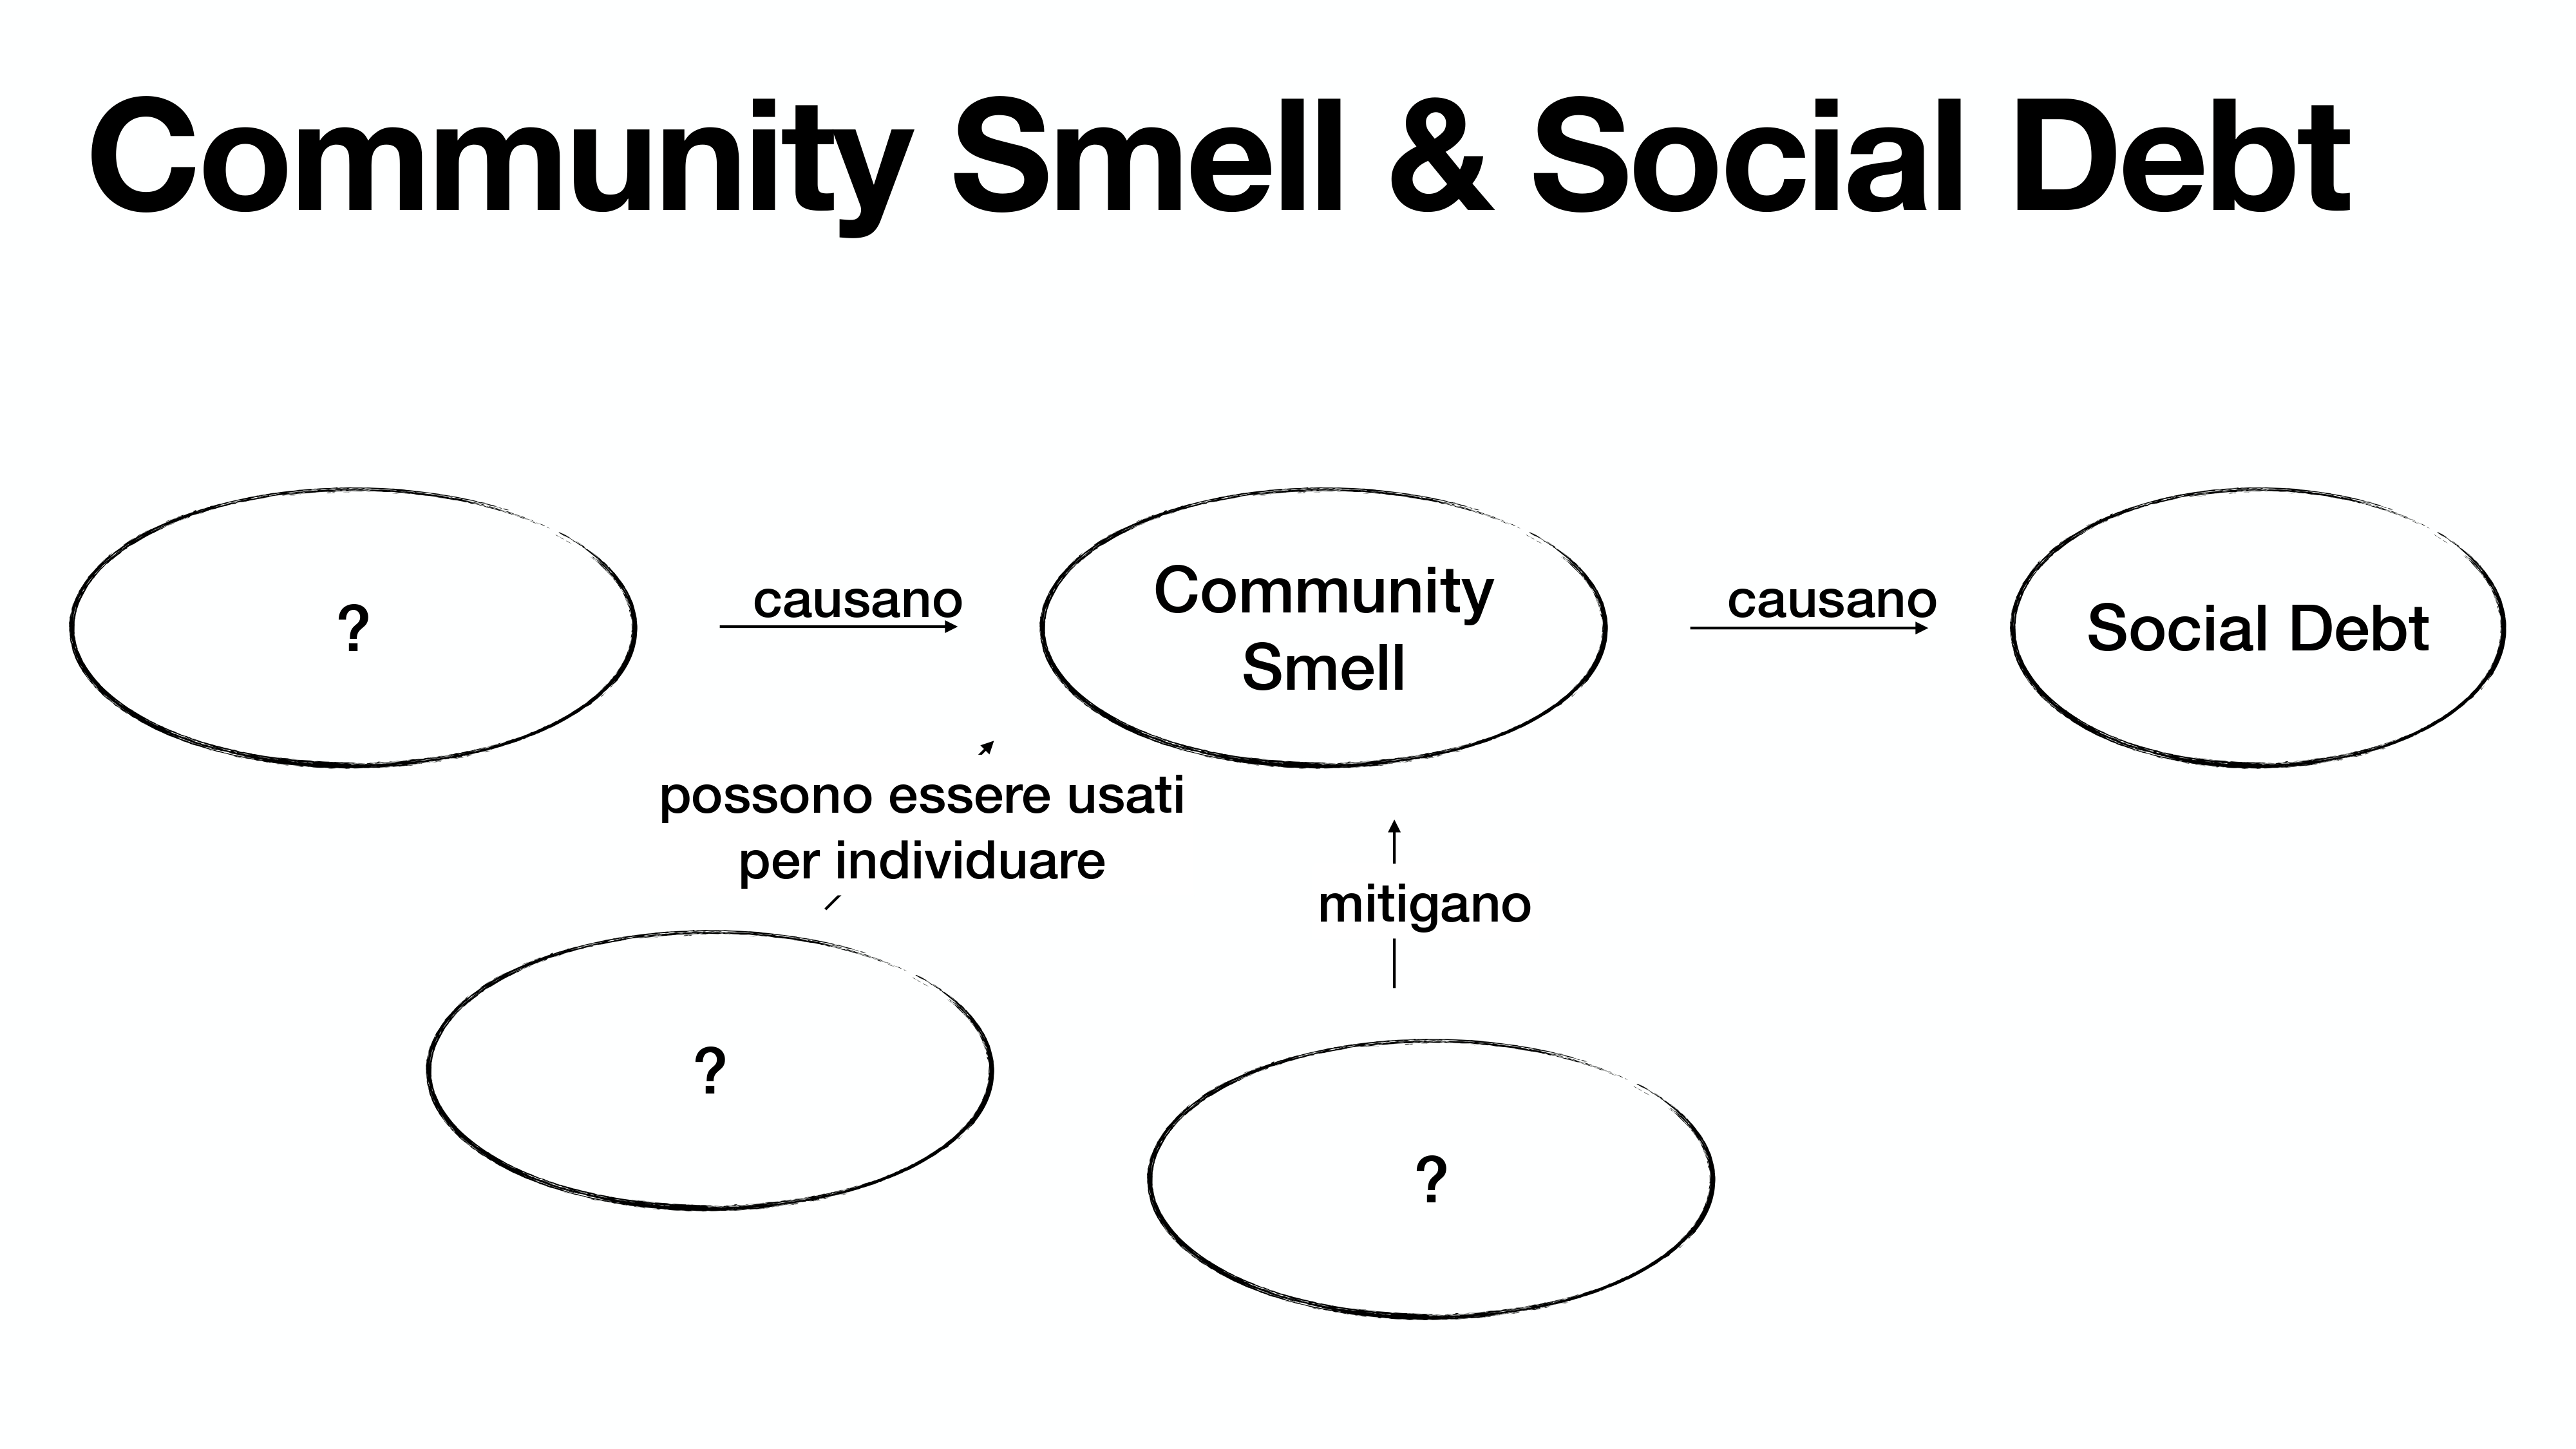 Community Smell & Social Debt
?
causano
Community
Smell
causano
Social Debt
possono essere usati
per individuare
mitigano
?
?